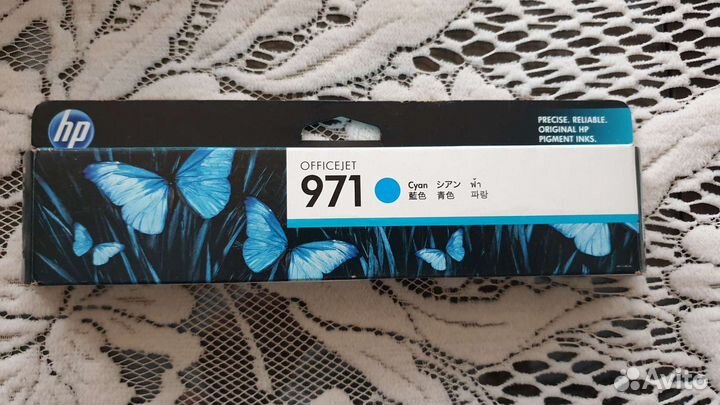 hp
PRECISE. RELIABLE.
ORIGINAL HP
PIGMENT INKS.
OFFICEJET
971
Cyan シアン ฟ้า
藍色 青色 파랑
Avito